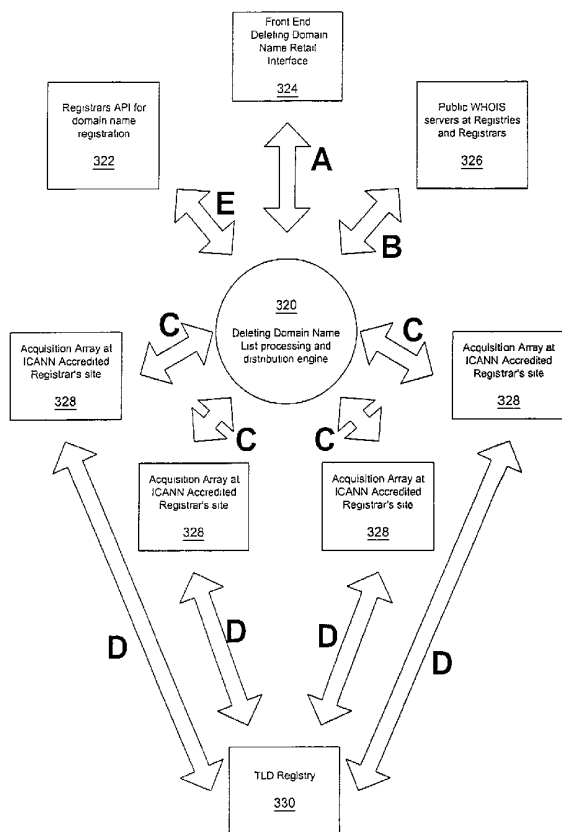 Front End
Deleting Domain
Name Retail
Interface
324
Registrars API for
domain name
registration
322
Public WHOIS
servers at Registries
and Registrars
326
A
E
B
320
Deleting Domain Name
List processing and
distribution engine
C
C
Acquisition Array at
ICANN Accredited
Registrar's site
328
Acquisition Array at
ICANN Accredited
Registrar's site
328
C
C
Acquisition Array at
ICANN Accredited
Registrar's site
328
Acquisition Array at
ICANN Accredited
Registrar's site
328
D
D
D
D
TLD Registry
330